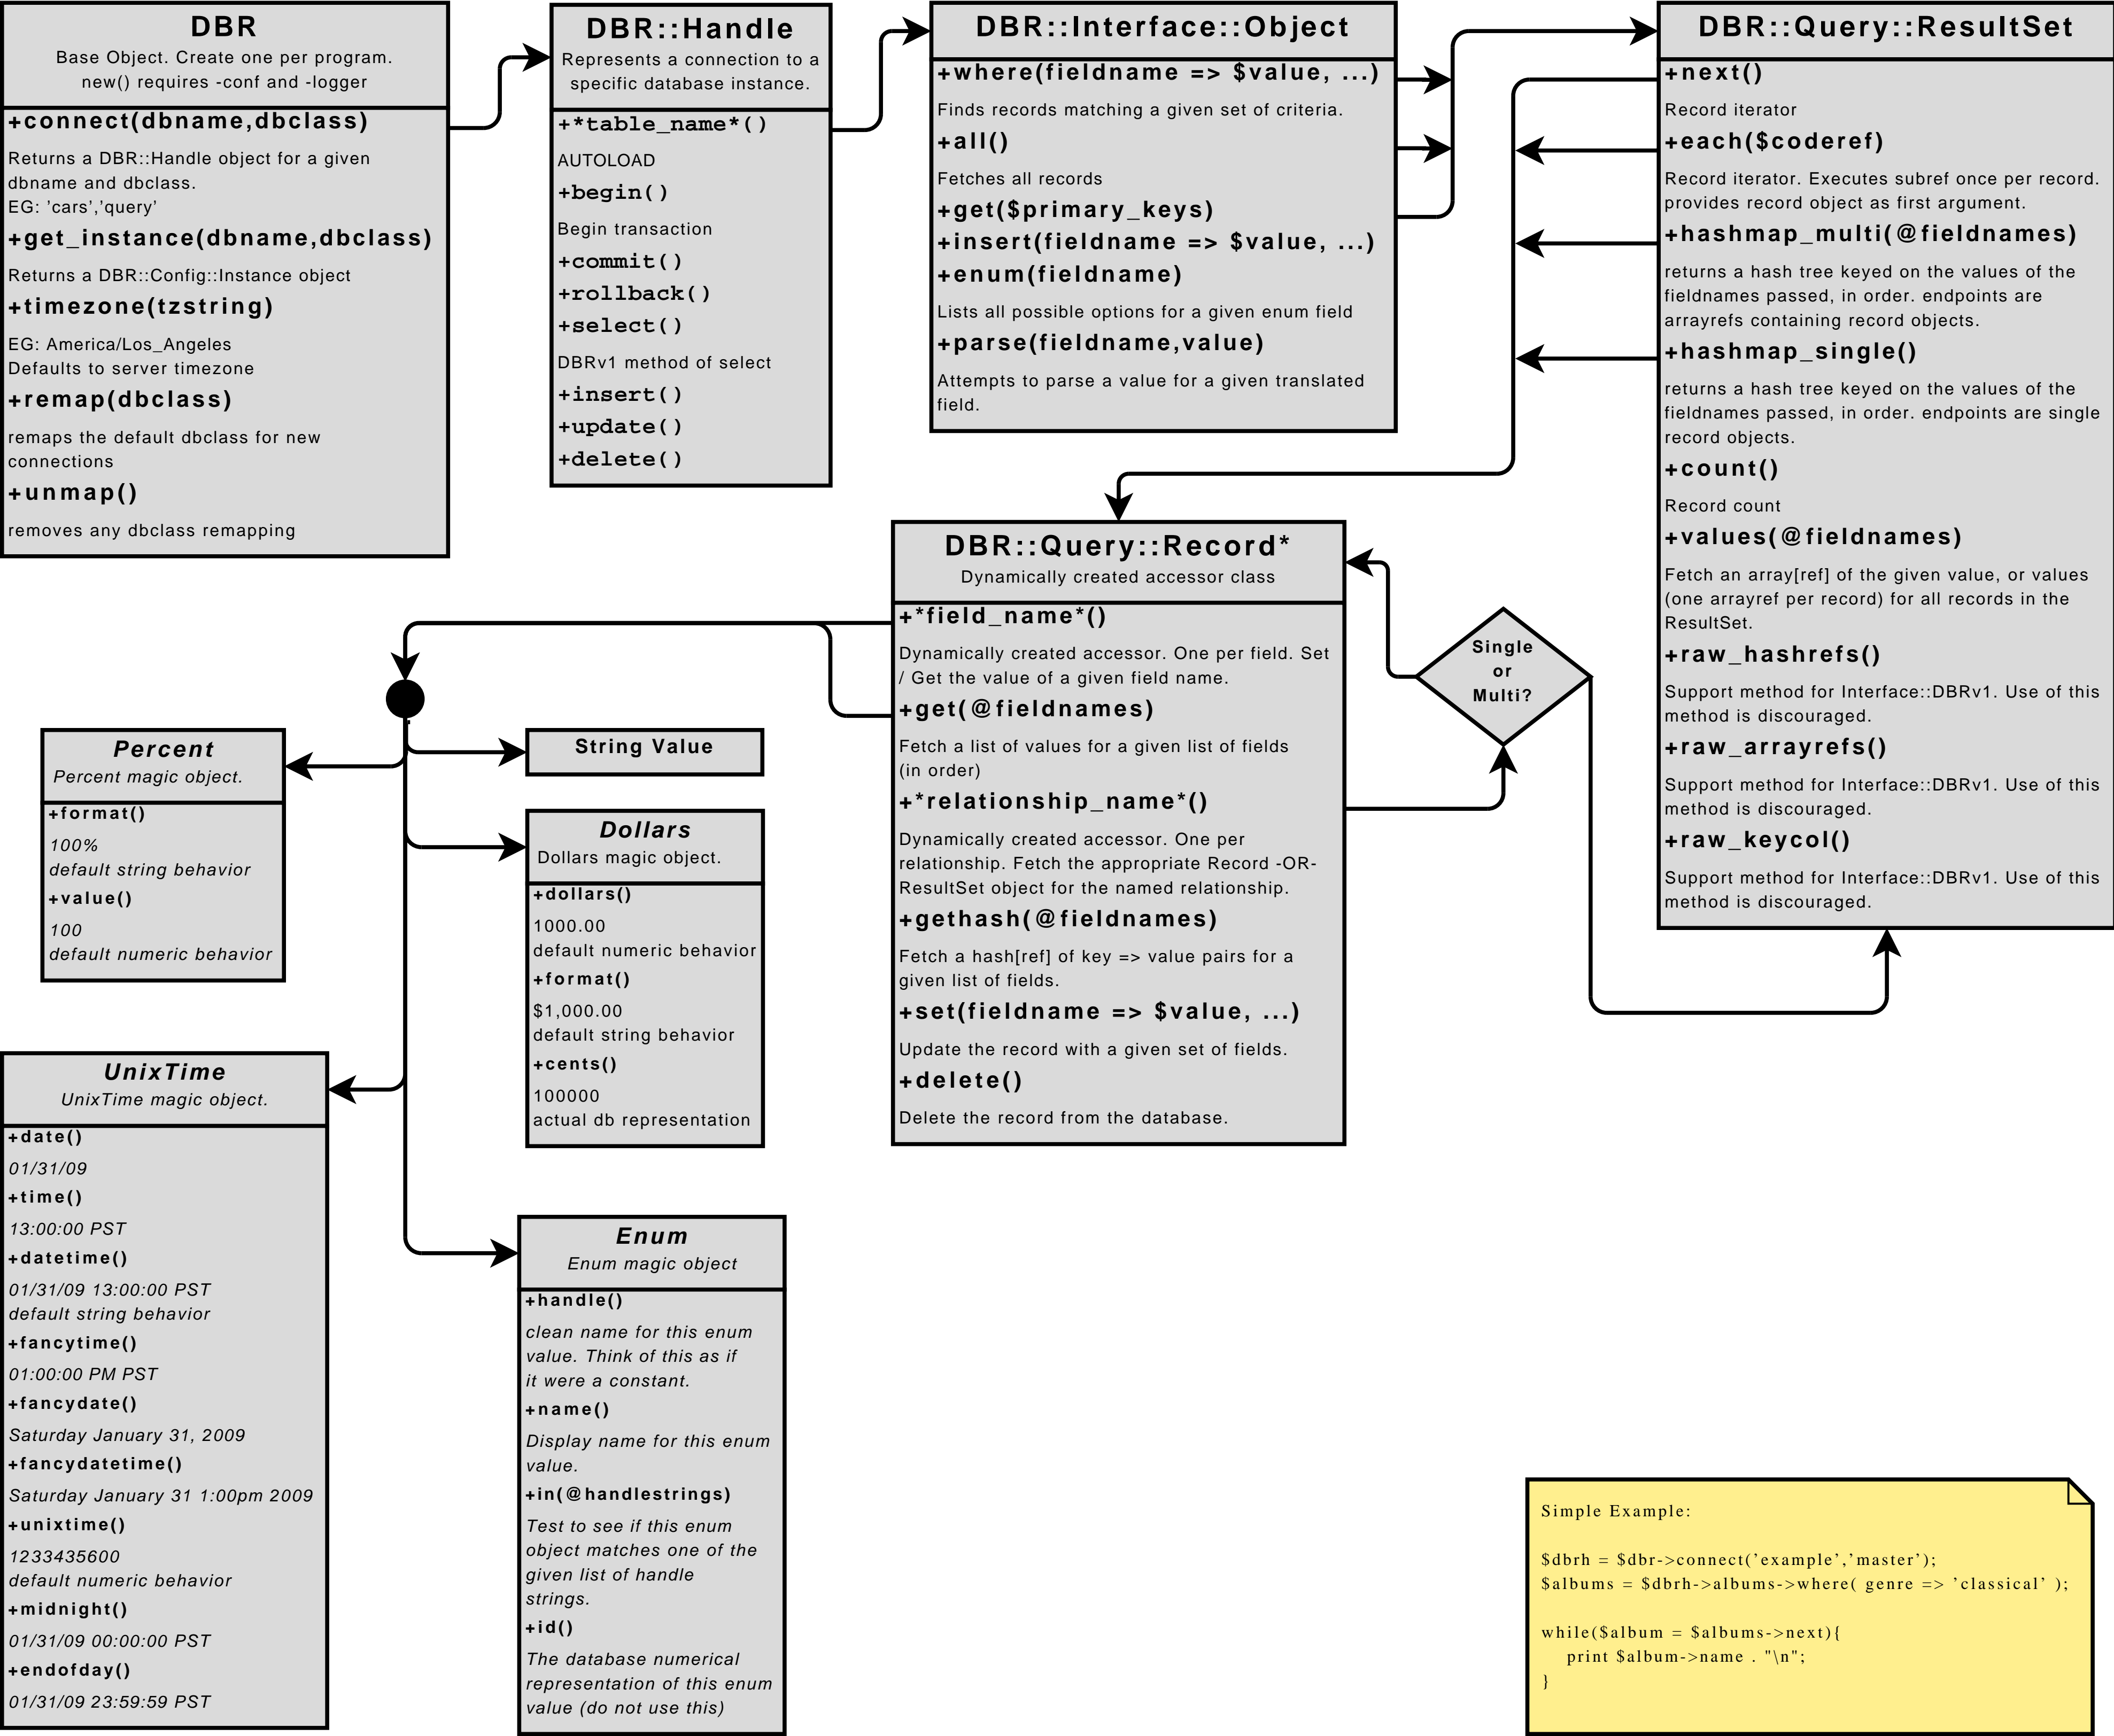 DBR
Base Object. Create one per program.
new() requires -conf and -logger
+connect(dbname,dbclass)
Returns a DBR::Handle object for a given
dbname and dbclass.
EG: ’cars’,’query’
+get_instance(dbname,dbclass)
Returns a DBR::Config::Instance object
+timezone(tzstring)
EG: America/Los_Angeles
Defaults to server timezone
+remap(dbclass)
remaps the default dbclass for new
connections
+unmap()
removes any dbclass remapping
DBR::Handle
Represents a connection to a
specific database instance.
+*table_name*()
AUTOLOAD
+begin()
Begin transaction
+commit()
+rollback()
+select()
DBRv1 method of select
+insert()
+update()
+delete()
DBR::Interface::Object
+where(fieldname => $value, ...)
Finds records matching a given set of criteria.
+all()
Fetches all records
+get($primary_keys)
+insert(fieldname => $value, ...)
+enum(fieldname)
Lists all possible options for a given enum field
+parse(fieldname,value)
Attempts to parse a value for a given translated
field.
DBR::Query::ResultSet
+next()
Record iterator
+each($coderef)
Record iterator. Executes subref once per record.
provides record object as first argument.
+hashmap_multi(@fieldnames)
returns a hash tree keyed on the values of the
fieldnames passed, in order. endpoints are
arrayrefs containing record objects.
+hashmap_single()
returns a hash tree keyed on the values of the
fieldnames passed, in order. endpoints are single
record objects.
+count()
Record count
+values(@fieldnames)
Fetch an array[ref] of the given value, or values
(one arrayref per record) for all records in the
ResultSet.
+raw_hashrefs()
Support method for Interface::DBRv1. Use of this
method is discouraged.
+raw_arrayrefs()
Support method for Interface::DBRv1. Use of this
method is discouraged.
+raw_keycol()
Support method for Interface::DBRv1. Use of this
method is discouraged.
DBR::Query::Record*
Dynamically created accessor class
+*field_name*()
Dynamically created accessor. One per field. Set
/ Get the value of a given field name.
+get(@fieldnames)
Fetch a list of values for a given list of fields
(in order)
+*relationship_name*()
Dynamically created accessor. One per
relationship. Fetch the appropriate Record -OR-
ResultSet object for the named relationship.
+gethash(@fieldnames)
Fetch a hash[ref] of key => value pairs for a
given list of fields.
+set(fieldname => $value, ...)
Update the record with a given set of fields.
+delete()
Delete the record from the database.
Single
or
Multi?
Percent
Percent magic object.
+format()
100%
default string behavior
+value()
100
default numeric behavior
String Value
Dollars
Dollars magic object.
+dollars()
1000.00
default numeric behavior
+format()
$1,000.00
default string behavior
+cents()
100000
actual db representation
UnixTime
UnixTime magic object.
+date()
01/31/09
+time()
13:00:00 PST
+datetime()
01/31/09 13:00:00 PST
default string behavior
+fancytime()
01:00:00 PM PST
+fancydate()
Saturday January 31, 2009
+fancydatetime()
Saturday January 31 1:00pm 2009
+unixtime()
1233435600
default numeric behavior
+midnight()
01/31/09 00:00:00 PST
+endofday()
01/31/09 23:59:59 PST
Enum
Enum magic object
+handle()
clean name for this enum
value. Think of this as if
it were a constant.
+name()
Display name for this enum
value.
+in(@handlestrings)
Test to see if this enum
object matches one of the
given list of handle
strings.
+id()
The database numerical
representation of this enum
value (do not use this)
Simple Example:
$dbrh = $dbr->connect(’example’,’master’);
$albums = $dbrh->albums->where( genre => ’classical’ );
while($album = $albums->next){
print $album->name . "\n";
}